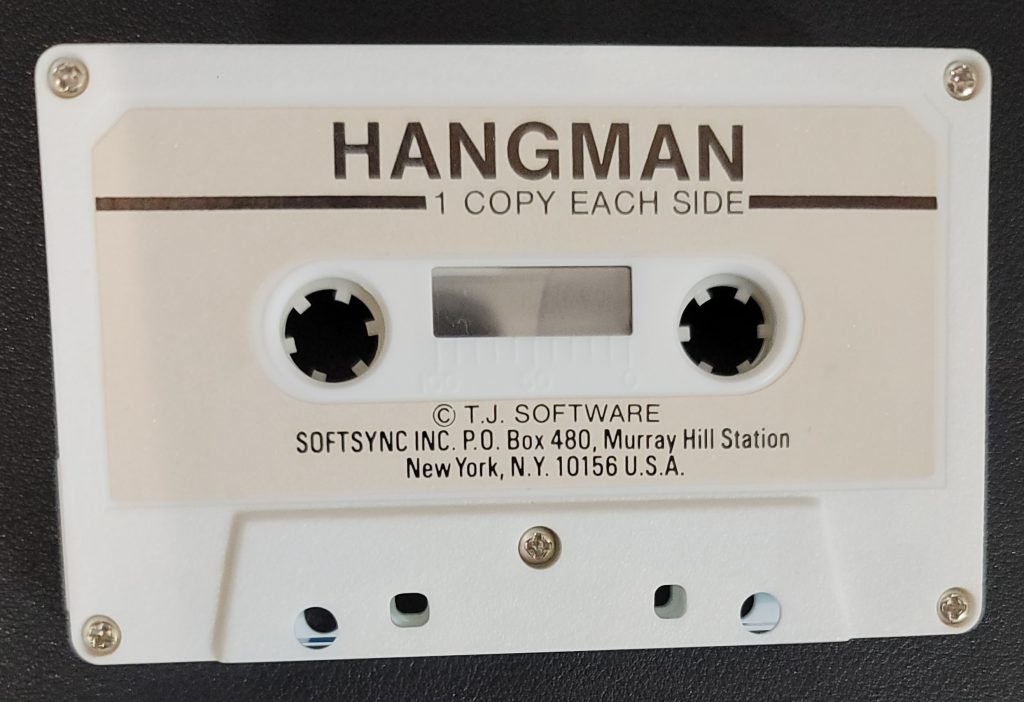 HANGMAN
1 COPY EACH SIDE
© T.J. SOFTWARE
SOFTSYNC INC. P.O. Box 480, Murray Hill Station
New York, N.Y. 10156 U.S.A.